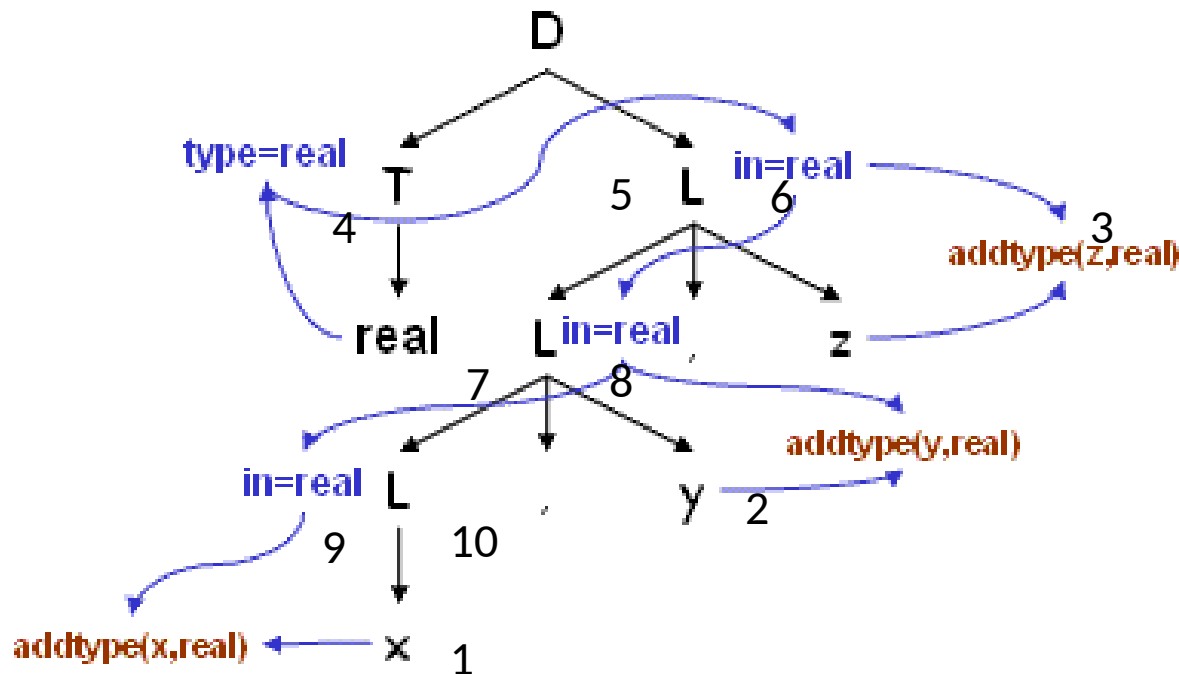 D
type=real
T
5
L
in=real
6
4
3
addtype(z,real)
real
L
in=real
,
z
7
8
addtype(y,real)
in=real
L
,
y
2
9
10
addtype(x,real)
x
1